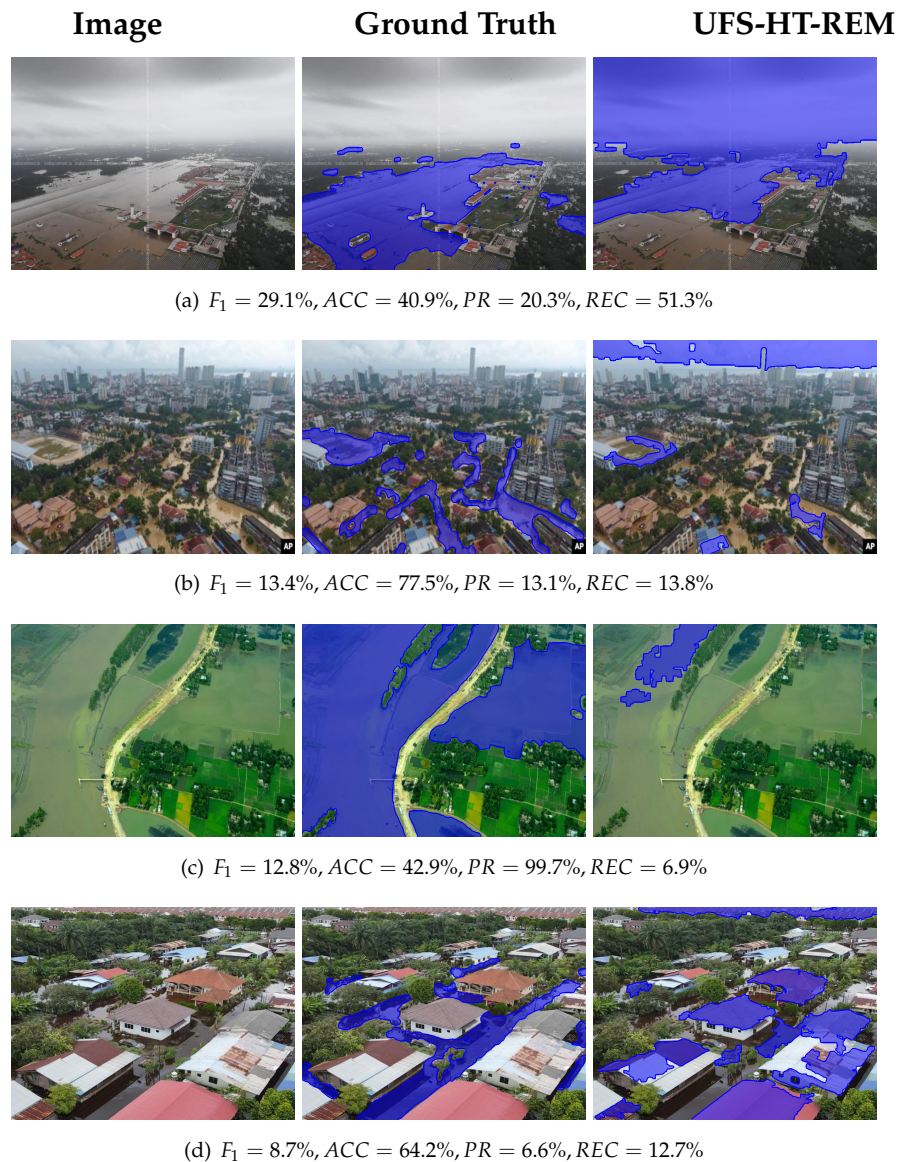 Image Ground Truth UFS-HT-REM
(a) F₁ = 29.1%, ACC = 40.9%, PR = 20.3%, REC = 51.3%
AP AP AP
(b) F₁ = 13.4%, ACC = 77.5%, PR = 13.1%, REC = 13.8%
(c) F₁ = 12.8%, ACC = 42.9%, PR = 99.7%, REC = 6.9%
(d) F₁ = 8.7%, ACC = 64.2%, PR = 6.6%, REC = 12.7%